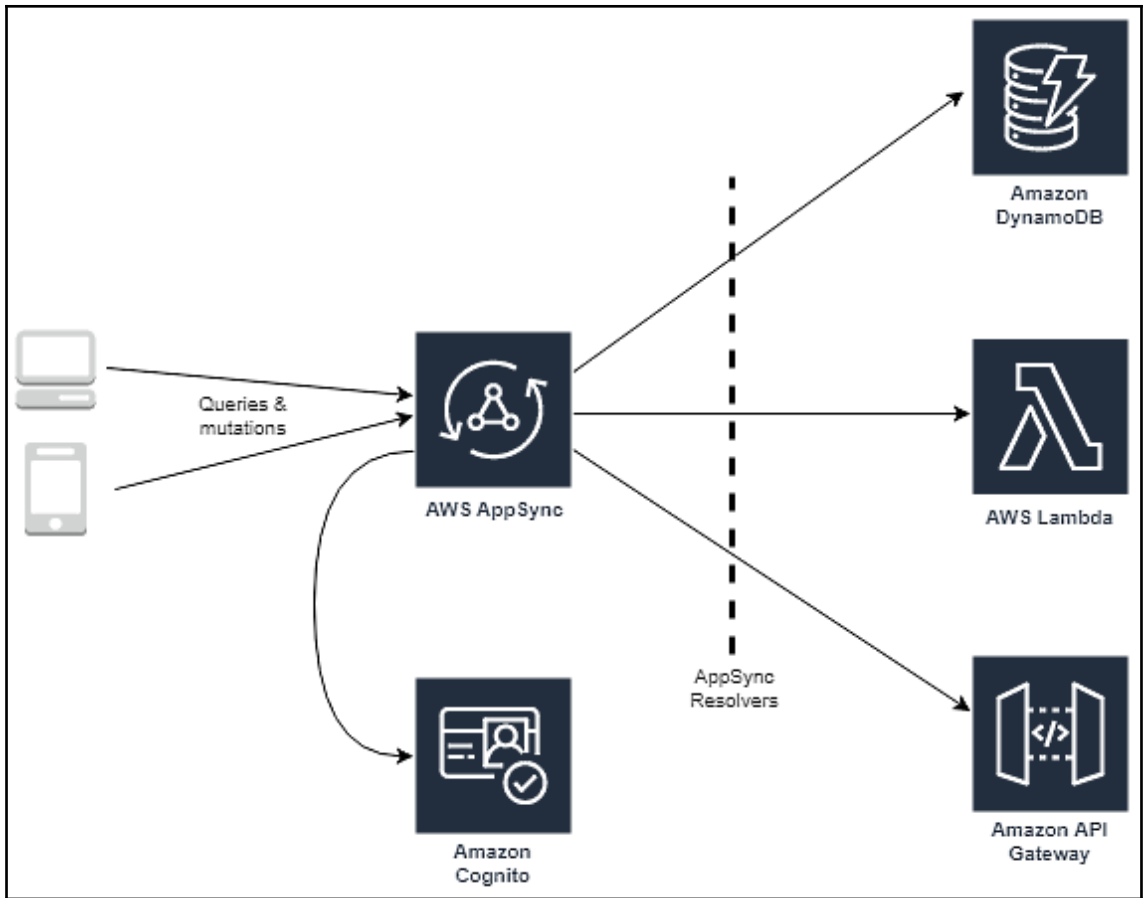 Amazon
DynamoDB
Queries &
mutations
AWS AppSync
AWS Lambda
AppSync
Resolvers
</>
Amazon API
Gateway
Amazon
Cognito